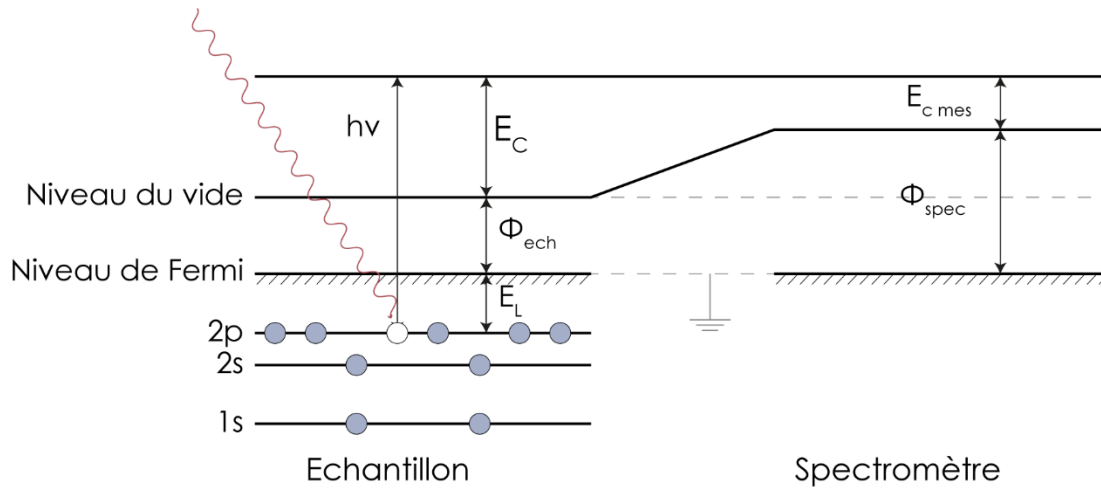 hν
E_C
E_c mes
Niveau du vide
Φ_ech
Φ_spec
Niveau de Fermi
E_L
2p
2s
1s
Echantillon
Spectromètre